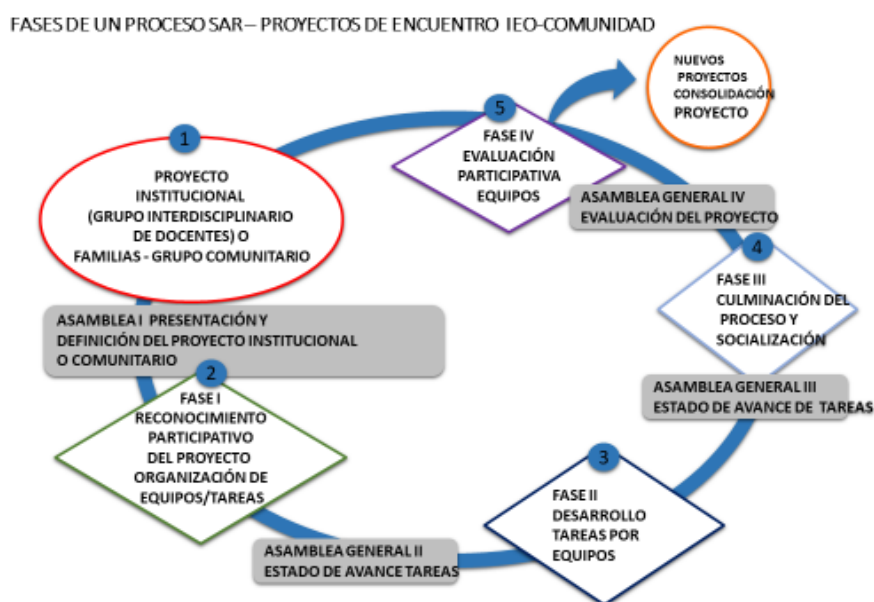 FASES DE UN PROCESO SAR – PROYECTOS DE ENCUENTRO IEO-COMUNIDAD
1
PROYECTO
INSTITUCIONAL
(GRUPO INTERDISCIPLINARIO
DE DOCENTES) O
FAMILIAS - GRUPO COMUNITARIO
ASAMBLEA I PRESENTACIÓN Y
DEFINICIÓN DEL PROYECTO INSTITUCIONAL
O COMUNITARIO
2
FASE I
RECONOCIMIENTO
PARTICIPATIVO
DEL PROYECTO
ORGANIZACIÓN DE
EQUIPOS/TAREAS
ASAMBLEA GENERAL II
ESTADO DE AVANCE TAREAS
3
FASE II
DESARROLLO
TAREAS POR
EQUIPOS
ASAMBLEA GENERAL III
ESTADO DE AVANCE DE TAREAS
4
FASE III
CULMINACIÓN DEL
PROCESO Y
SOCIALIZACIÓN
ASAMBLEA GENERAL IV
EVALUACIÓN DEL PROYECTO
5
FASE IV
EVALUACIÓN
PARTICIPATIVA
EQUIPOS
NUEVOS
PROYECTOS
CONSOLIDACIÓN
PROYECTO